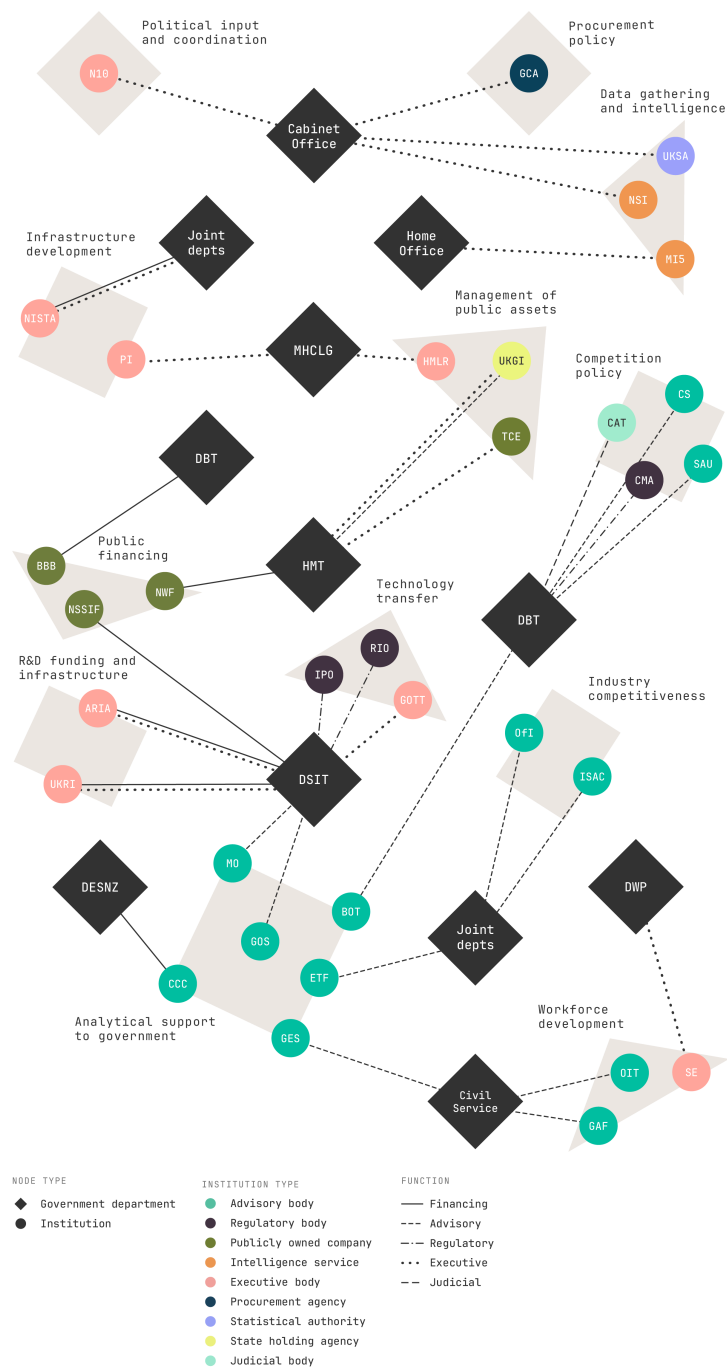 Political input
and coordination
Procurement
policy
N10
GCA
Data gathering
and intelligence
Cabinet
Office
UKSA
NSI
Infrastructure
development
Joint
depts
Home
Office
MI5
Management of
public assets
NISTA
PI
MHCLG
HMLR
UKGI
Competition
policy
CS
CAT
TCE
DBT
SAU
CMA
Public
financing
BBB
NWF
HMT
NSSIF
Technology
transfer
DBT
RIO
R&D funding and
infrastructure
IPO
GOTT
Industry
competitiveness
ARIA
OfI
UKRI
DSIT
ISAC
MO
DESNZ
DWP
BOT
GOS
Joint
depts
CCC
ETF
Analytical support
to government
Workforce
development
GES
OIT
SE
Civil
Service
GAF
NODE TYPE
Government department
Institution
INSTITUTION TYPE
Advisory body
Regulatory body
Publicly owned company
Intelligence service
Executive body
Procurement agency
Statistical authority
State holding agency
Judicial body
FUNCTION
Financing
Advisory
Regulatory
Executive
Judicial